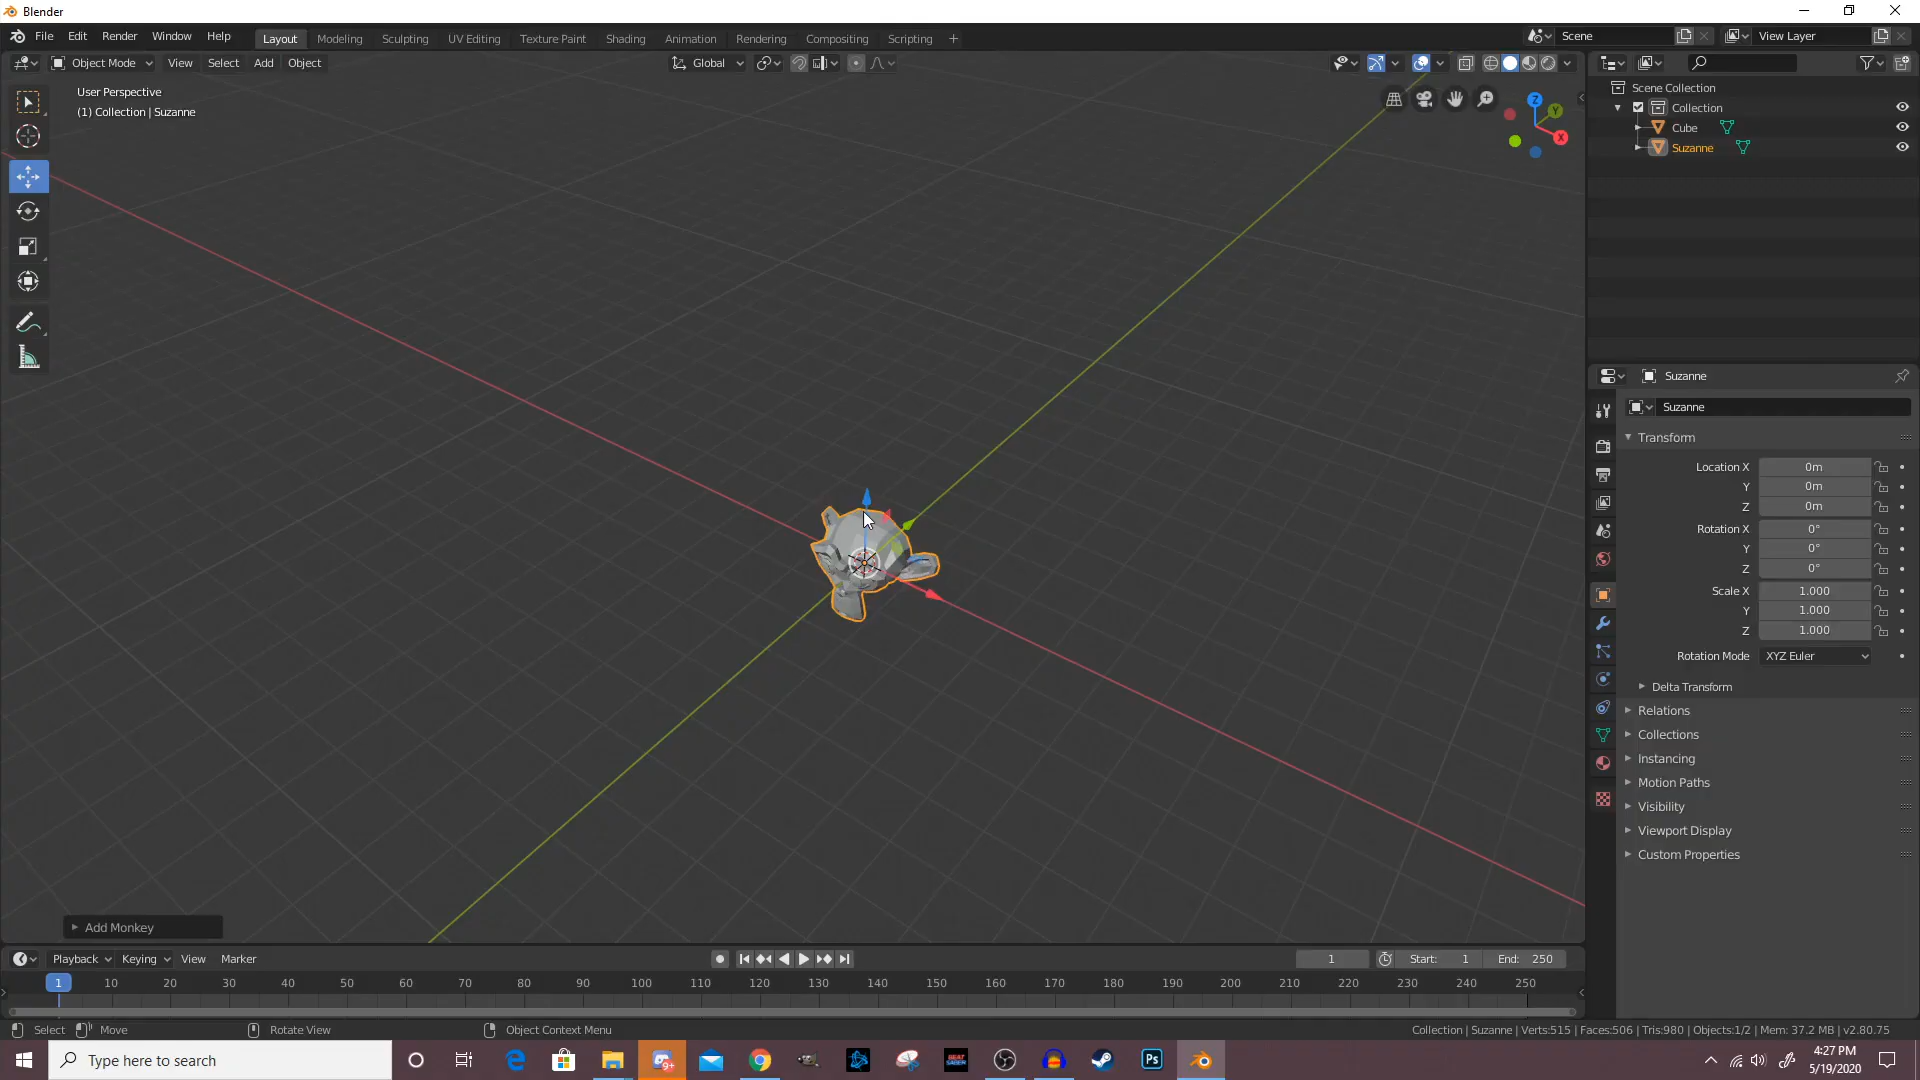 Blender
File Edit Render Window Help
Layout Modeling Sculpting UV Editing Texture Paint Shading Animation Rendering Compositing Scripting +
Scene View Layer
Object Mode View Select Add Object Global
User Perspective
(1) Collection | Suzanne
Z Y X
Scene Collection
Collection
Cube
Suzanne
Suzanne
Suzanne
Transform
Location X 0m
Y 0m
Z 0m
Rotation X 0°
Y 0°
Z 0°
Scale X 1.000
Y 1.000
Z 1.000
Rotation Mode XYZ Euler
Delta Transform
Relations
Collections
Instancing
Motion Paths
Visibility
Viewport Display
Custom Properties
Add Monkey
Playback Keying View Marker 1 Start: 1 End: 250
1 10 20 30 40 50 60 70 80 90 100 110 120 130 140 150 160 170 180 190 200 210 220 230 240 250
Select Move Rotate View Object Context Menu Collection | Suzanne | Verts:515 | Faces:506 | Tris:980 | Objects:1/2 | Mem: 37.2 MB | v2.80.75
Type here to search
9+
BEAT SABER
Ps
4:27 PM
5/19/2020